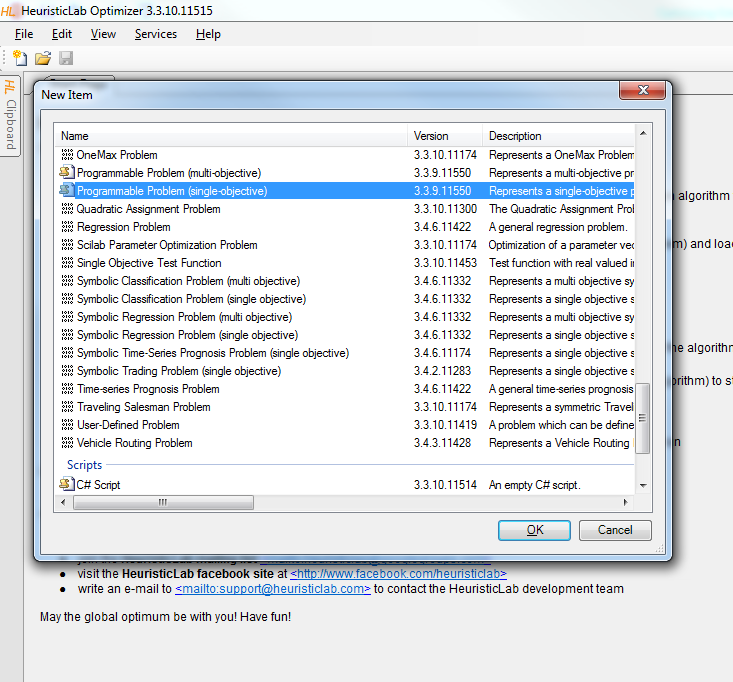 HL HeuristicLab Optimizer 3.3.10.11515
File Edit View Services Help
HL Clipboard
New Item
Name Version Description
OneMax Problem 3.3.10.11174 Represents a OneMax Problem
Programmable Problem (multi-objective) 3.3.9.11550 Represents a multi-objective pr
Programmable Problem (single-objective) 3.3.9.11550 Represents a single-objective p
a algorithm
Quadratic Assignment Problem 3.3.10.11300 The Quadratic Assignment Prol
Regression Problem 3.4.6.11422 A general regression problem.
Scilab Parameter Optimization Problem 3.3.10.11174 Optimization of a parameter vec
m) and loa
Single Objective Test Function 3.3.10.11453 Test function with real valued in
Symbolic Classification Problem (multi objective) 3.4.6.11332 Represents a multi objective sy
Symbolic Classification Problem (single objective) 3.4.6.11332 Represents a single objective s
Symbolic Regression Problem (multi objective) 3.4.6.11332 Represents a multi objective sy
Symbolic Regression Problem (single objective) 3.4.6.11332 Represents a single objective s
Symbolic Time-Series Prognosis Problem (single objective) 3.4.6.11174 Represents a single objective s
ne algorithm
Symbolic Trading Problem (single objective) 3.4.2.11283 Represents a single objective s
rithm) to st
Time-series Prognosis Problem 3.4.6.11422 A general time-series prognosis
Traveling Salesman Problem 3.3.10.11174 Represents a symmetric Travel
User-Defined Problem 3.3.10.11419 A problem which can be define
Vehicle Routing Problem 3.4.3.11428 Represents a Vehicle Routing
n
Scripts
C# Script 3.3.10.11514 An empty C# script.
OK Cancel
• visit the HeuristicLab facebook site at <http://www.facebook.com/heuristiclab>
• write an e-mail to <mailto:support@heuristiclab.com> to contact the HeuristicLab development team
May the global optimum be with you! Have fun!